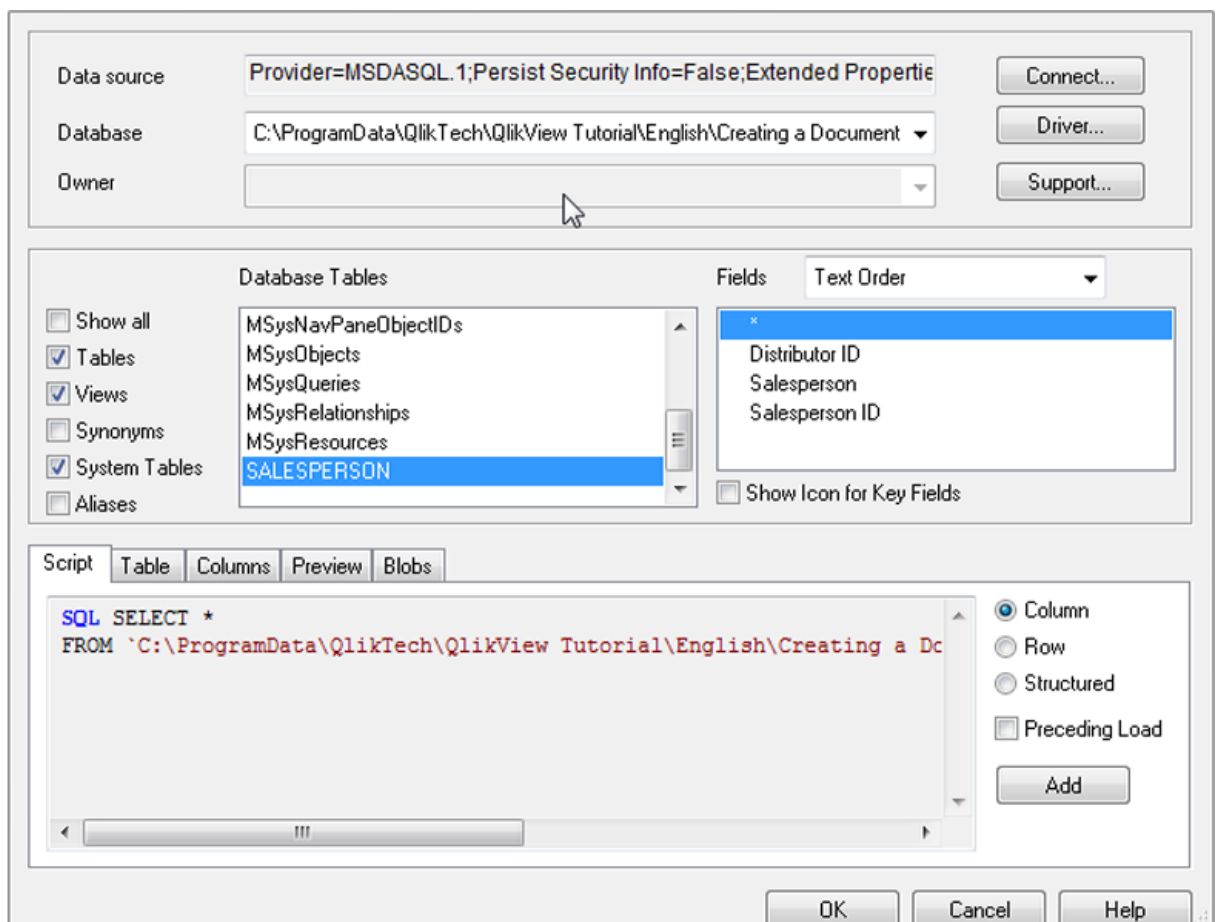 Data source
Provider=MSDASQL.1;Persist Security Info=False;Extended Propertie
Connect...
Database
C:\ProgramData\QlikTech\QlikView Tutorial\English\Creating a Document
Driver...
Owner
Support...
Database Tables
Fields
Text Order
Show all
Tables
Views
Synonyms
System Tables
Aliases
MSysNavPaneObjectIDs
MSysObjects
MSysQueries
MSysRelationships
MSysResources
SALESPERSON
*
Distributor ID
Salesperson
Salesperson ID
Show Icon for Key Fields
Script Table Columns Preview Blobs
SQL SELECT *
FROM `C:\ProgramData\QlikTech\QlikView Tutorial\English\Creating a Do
Column
Row
Structured
Preceding Load
Add
OK Cancel Help